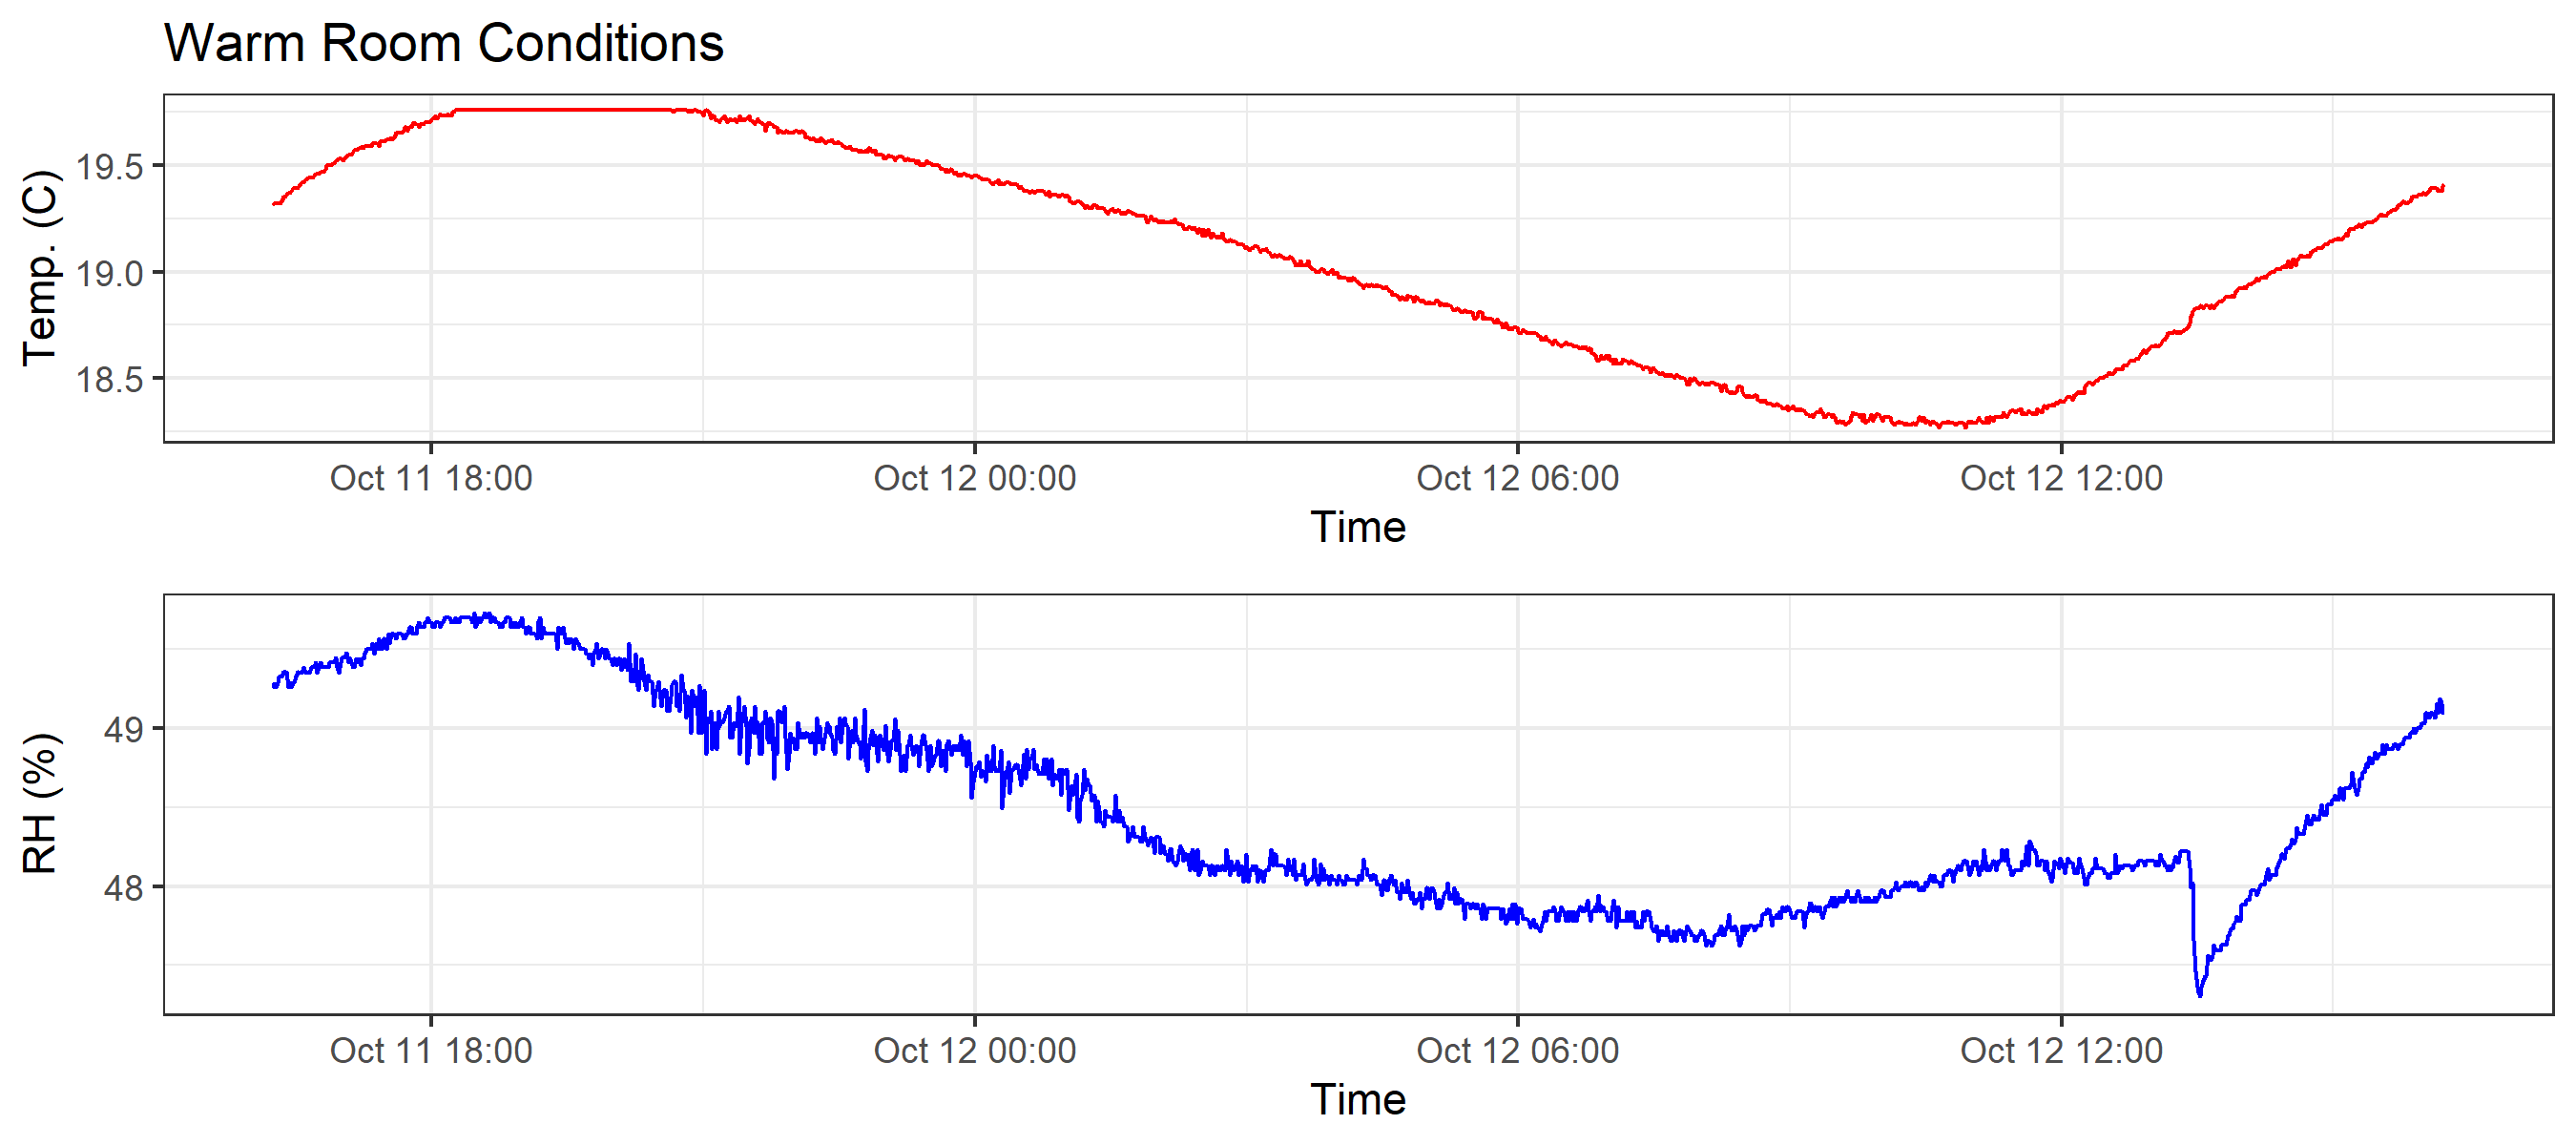 Warm Room Conditions
Temp. (C)
19.5
19.0
18.5
Oct 11 18:00 Oct 12 00:00 Oct 12 06:00 Oct 12 12:00
Time
RH (%)
49
48
Oct 11 18:00 Oct 12 00:00 Oct 12 06:00 Oct 12 12:00
Time